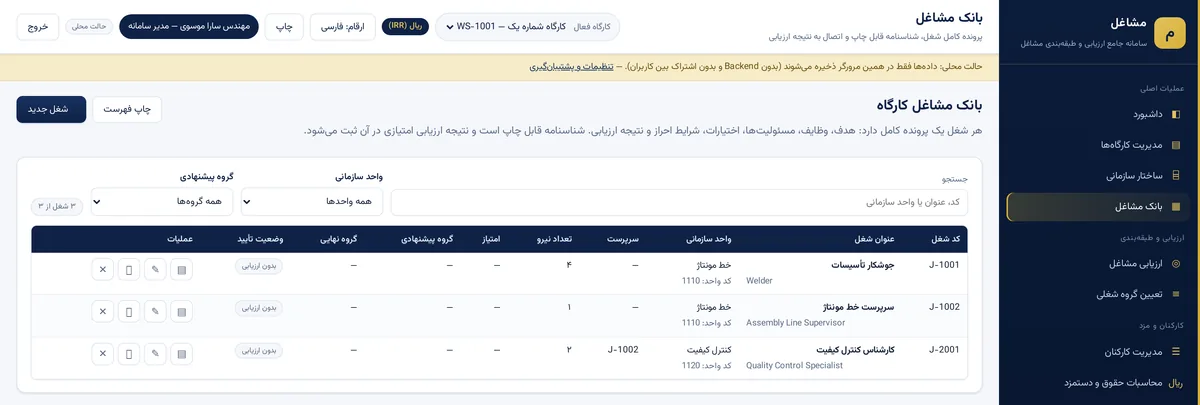 م
مشاغل
سامانه جامع ارزیابی و طبقه‌بندی مشاغل
عملیات اصلی
داشبورد
مدیریت کارگاه‌ها
ساختار سازمانی
بانک مشاغل
ارزیابی و طبقه‌بندی
ارزیابی مشاغل
تعیین گروه شغلی
کارکنان و مزد
مدیریت کارکنان
ریال محاسبات حقوق و دستمزد
بانک مشاغل
پرونده کامل شغل، شناسنامه قابل چاپ و اتصال به نتیجه ارزیابی
کارگاه فعال کارگاه شماره یک — WS-1001
ریال (IRR)
ارقام: فارسی
چاپ
مهندس سارا موسوی — مدیر سامانه
حالت محلی
خروج
حالت محلی: داده‌ها فقط در همین مرورگر ذخیره می‌شوند (بدون Backend و بدون اشتراک بین کاربران). — تنظیمات و پشتیبان‌گیری
بانک مشاغل کارگاه
هر شغل یک پرونده کامل دارد: هدف، وظایف، مسئولیت‌ها، اختیارات، شرایط احراز و نتیجه ارزیابی. شناسنامه قابل چاپ است و نتیجه ارزیابی امتیازی در آن ثبت می‌شود.
چاپ فهرست
شغل جدید
جستجو
کد، عنوان یا واحد سازمانی
واحد سازمانی
همه واحدها
گروه پیشنهادی
همه گروه‌ها
۳ شغل از ۳
کد شغل عنوان شغل واحد سازمانی سرپرست تعداد نیرو امتیاز گروه پیشنهادی گروه نهایی وضعیت تأیید عملیات
J-1001 جوشکار تأسیسات خط مونتاژ — ۴ — — — بدون ارزیابی
Welder کد واحد: 1110
J-1002 سرپرست خط مونتاژ خط مونتاژ — ۱ — — — بدون ارزیابی
Assembly Line Supervisor کد واحد: 1110
J-2001 کارشناس کنترل کیفیت کنترل کیفیت J-1002 ۲ — — — بدون ارزیابی
Quality Control Specialist کد واحد: 1120